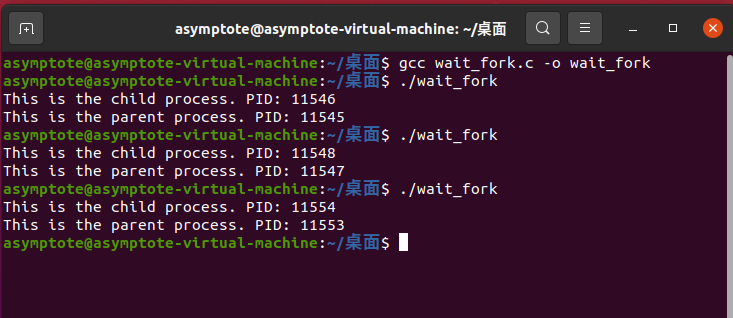 asymptote@asymptote-virtual-machine: ~/桌面
asymptote@asymptote-virtual-machine:~/桌面$ gcc wait_fork.c -o wait_fork
asymptote@asymptote-virtual-machine:~/桌面$ ./wait_fork
This is the child process. PID: 11546
This is the parent process. PID: 11545
asymptote@asymptote-virtual-machine:~/桌面$ ./wait_fork
This is the child process. PID: 11548
This is the parent process. PID: 11547
asymptote@asymptote-virtual-machine:~/桌面$ ./wait_fork
This is the child process. PID: 11554
This is the parent process. PID: 11553
asymptote@asymptote-virtual-machine:~/桌面$